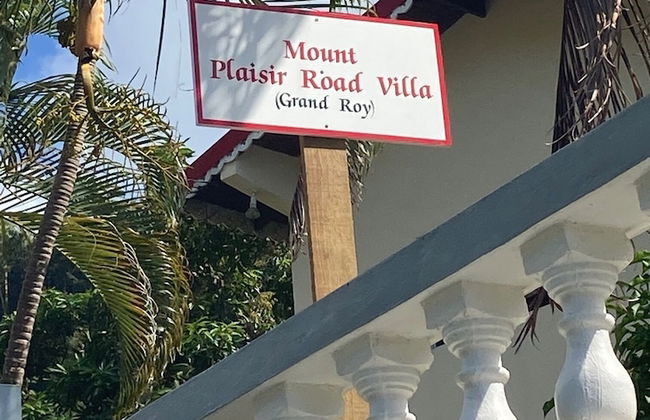 Mount
Plaisir Road Villa
(Grand Roy)